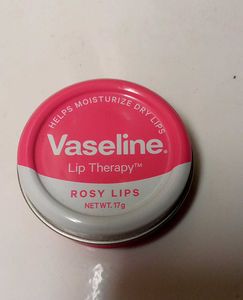 HELPS MOISTURIZE DRY LIPS
Vaseline.
Lip Therapy™
ROSY LIPS
NET WT. 17g